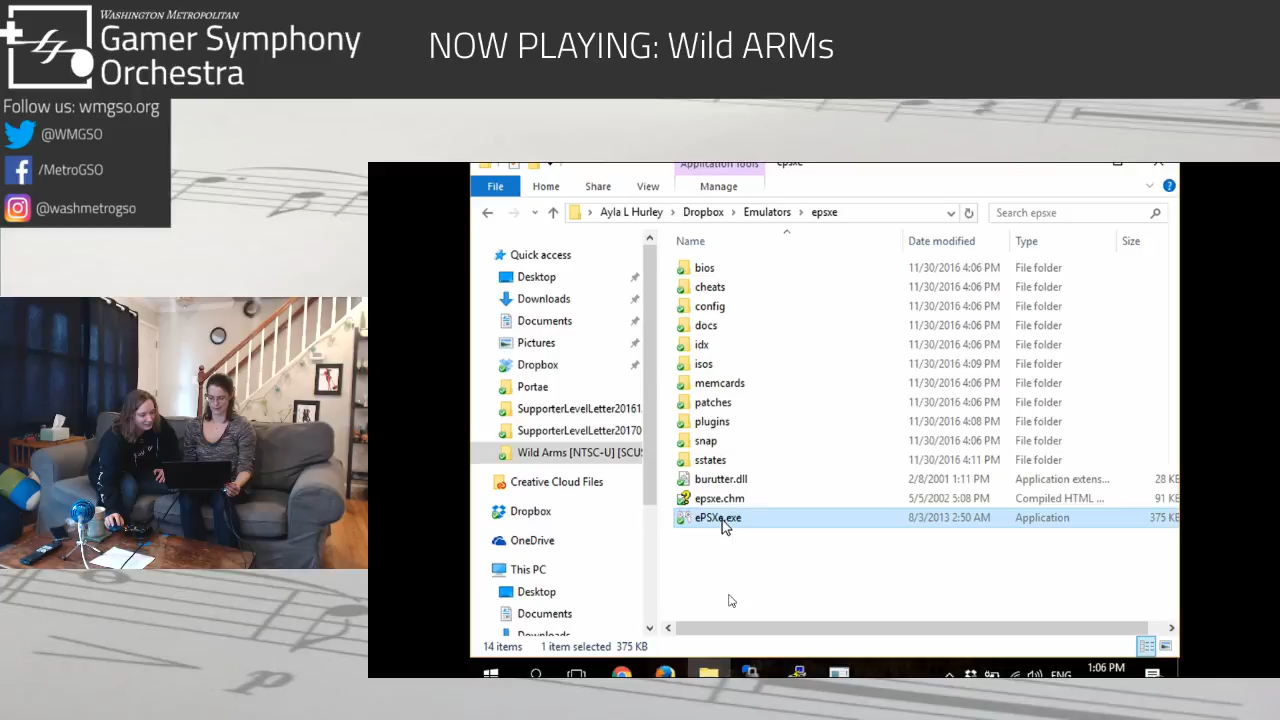 WASHINGTON METROPOLITAN
Gamer Symphony
Orchestra
NOW PLAYING: Wild ARMs
Follow us: wmgso.org
@WMGSO
/MetroGSO
@washmetrogso
Application Tools epsxe
File Home Share View Manage
Ayla L Hurley Dropbox Emulators epsxe Search epsxe
Name Date modified Type Size
Quick access
Desktop
Downloads
Documents
Pictures
Dropbox
Portae
SupporterLevelLetter20161
SupporterLevelLetter20170
Wild Arms [NTSC-U] [SCUS
Creative Cloud Files
Dropbox
OneDrive
This PC
Desktop
Documents
Downloads
bios 11/30/2016 4:06 PM File folder
cheats 11/30/2016 4:06 PM File folder
config 11/30/2016 4:06 PM File folder
docs 11/30/2016 4:06 PM File folder
idx 11/30/2016 4:06 PM File folder
isos 11/30/2016 4:09 PM File folder
memcards 11/30/2016 4:06 PM File folder
patches 11/30/2016 4:06 PM File folder
plugins 11/30/2016 4:08 PM File folder
snap 11/30/2016 4:06 PM File folder
sstates 11/30/2016 4:11 PM File folder
burutter.dll 2/8/2001 1:11 PM Application extens... 28 KB
epsxe.chm 5/5/2002 5:08 PM Compiled HTML ... 91 KB
ePSXe.exe 8/3/2013 2:50 AM Application 375 KB
14 items 1 item selected 375 KB
ENG 1:06 PM
p